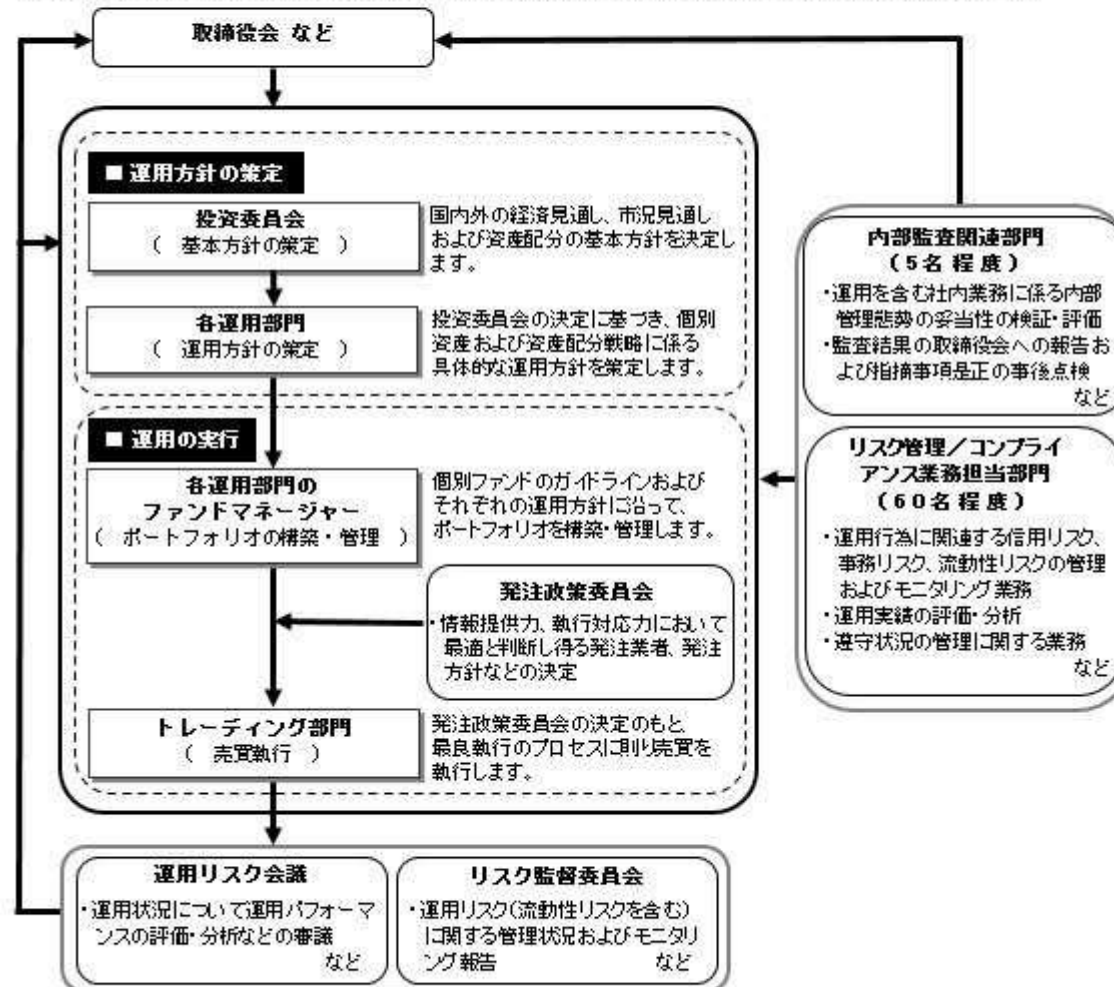 取締役会 など
■ 運用方針の策定
投資委員会
( 基本方針の策定 )
国内外の経済見通し、市況見通し
および資産配分の基本方針を決定し
ます。
各運用部門
( 運用方針の策定 )
投資委員会の決定に基づき、個別
資産および資産配分戦略に係る
具体的な運用方針を策定します。
■ 運用の実行
各運用部門の
ファンドマネージャー
( ポートフォリオの構築・管理 )
個別ファンドのガイドラインおよび
それぞれの運用方針に沿って、
ポートフォリオを構築・管理します。
発注政策委員会
・情報提供力、執行対応力において
最適と判断し得る発注業者、発注
方針などの決定
トレーディング部門
( 売買執行 )
発注政策委員会の決定のもと、
最良執行のプロセスに則り売買を
執行します。
内部監査関連部門
(5名程度)
・運用を含む社内業務に係る内部
管理態勢の妥当性の検証・評価
・監査結果の取締役会への報告お
よび指摘事項是正の事後点検
など
リスク管理/コンプライ
アンス業務担当部門
(60名程度)
・運用行為に関連する信用リスク、
事務リスク、流動性リスクの管理
およびモニタリング業務
・運用実績の評価・分析
・遵守状況の管理に関する業務
など
運用リスク会議
・運用状況について運用パフォーマ
ンスの評価・分析などの審議
など
リスク監督委員会
・運用リスク(流動性リスクを含む)
に関する管理状況およびモニタリ
ング報告 など